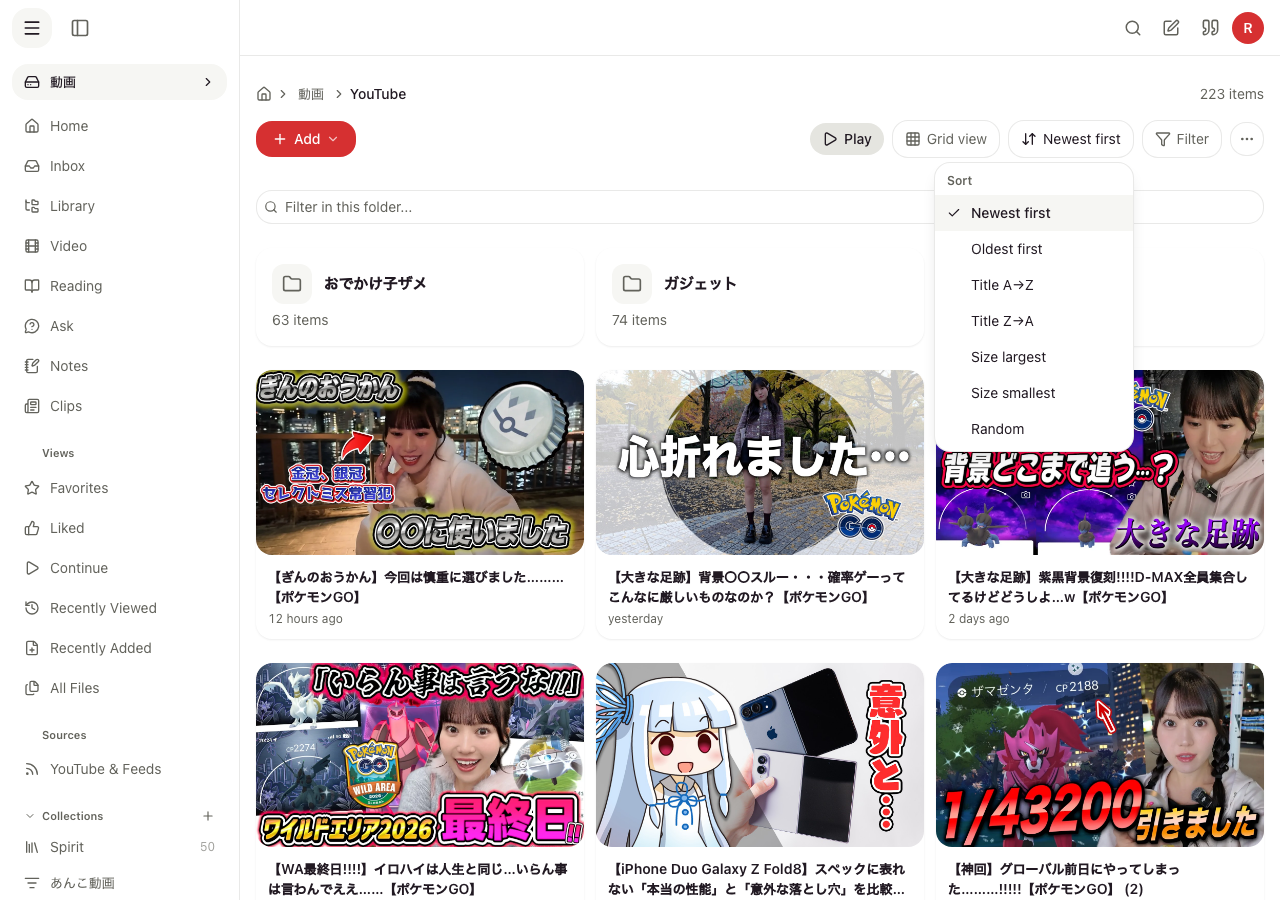 R
動画
Home
Inbox
Library
Video
Reading
Ask
Notes
Clips
Views
Favorites
Liked
Continue
Recently Viewed
Recently Added
All Files
Sources
YouTube & Feeds
Collections
Spirit 50
あんこ動画
動画 YouTube
223 items
Add
Play
Grid view
Newest first
Filter
Filter in this folder...
Sort
Newest first
Oldest first
Title A→Z
Title Z→A
Size largest
Size smallest
Random
おでかけ子ザメ
63 items
ガジェット
74 items
ぎんのおうかん
金冠、銀冠
セレクトミス常習犯
〇〇に使いました
【ぎんのおうかん】今回は慎重に選びました………
【ポケモンGO】
12 hours ago
心折れました…
Pokémon
GO
【大きな足跡】背景〇〇スルー・・・確率ゲーって
こんなに厳しいものなのか？【ポケモンGO】
yesterday
背景どこまで追う…?
大きな足跡
【大きな足跡】紫黒背景復刻!!!!D-MAX全員集合し
てるけどどうしよ...w【ポケモンGO】
2 days ago
「いらん事は言うな!!」
CP2274
Pokémon
GO
WILD AREA
2026
ワイルドエリア2026 最終日!!
【WA最終日!!!!】イロハイは人生と同じ...いらん事
は言わんでええ......【ポケモンGO】
意外と…
【iPhone Duo Galaxy Z Fold8】スペックに表れ
ない「本当の性能」と「意外な落とし穴」を比較...
ザマゼンタ / CP2188
1/43200引きました
【神回】グローバル前日にやってしまっ
た………!!!!!【ポケモンGO】 (2)